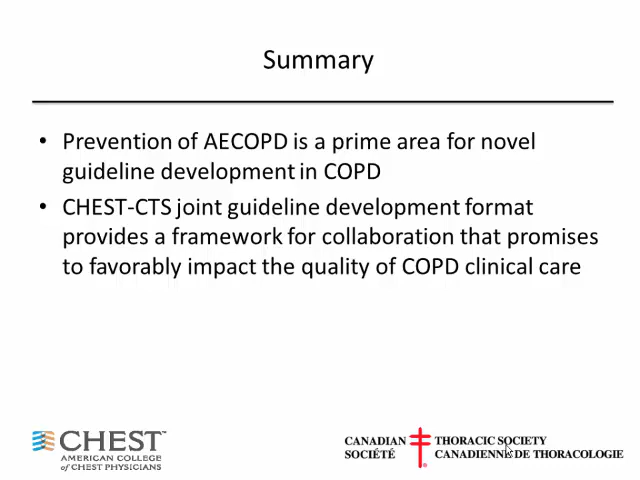 Summary
• Prevention of AECOPD is a prime area for novel
guideline development in COPD
• CHEST-CTS joint guideline development format
provides a framework for collaboration that promises
to favorably impact the quality of COPD clinical care
CHEST™
AMERICAN COLLEGE
of CHEST PHYSICIANS
CANADIAN THORACIC SOCIETY
SOCIÉTÉ CANADIENNE DE THORACOLOGIE